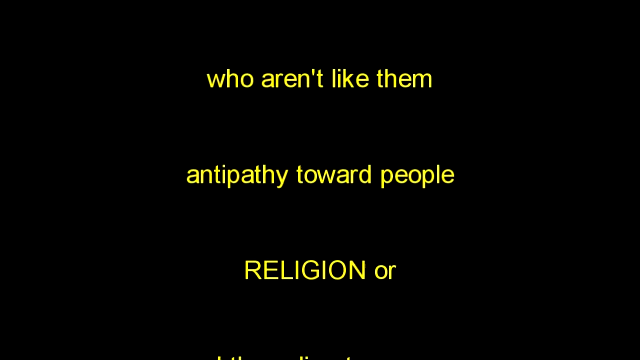 who aren't like them
antipathy toward people
RELIGION or